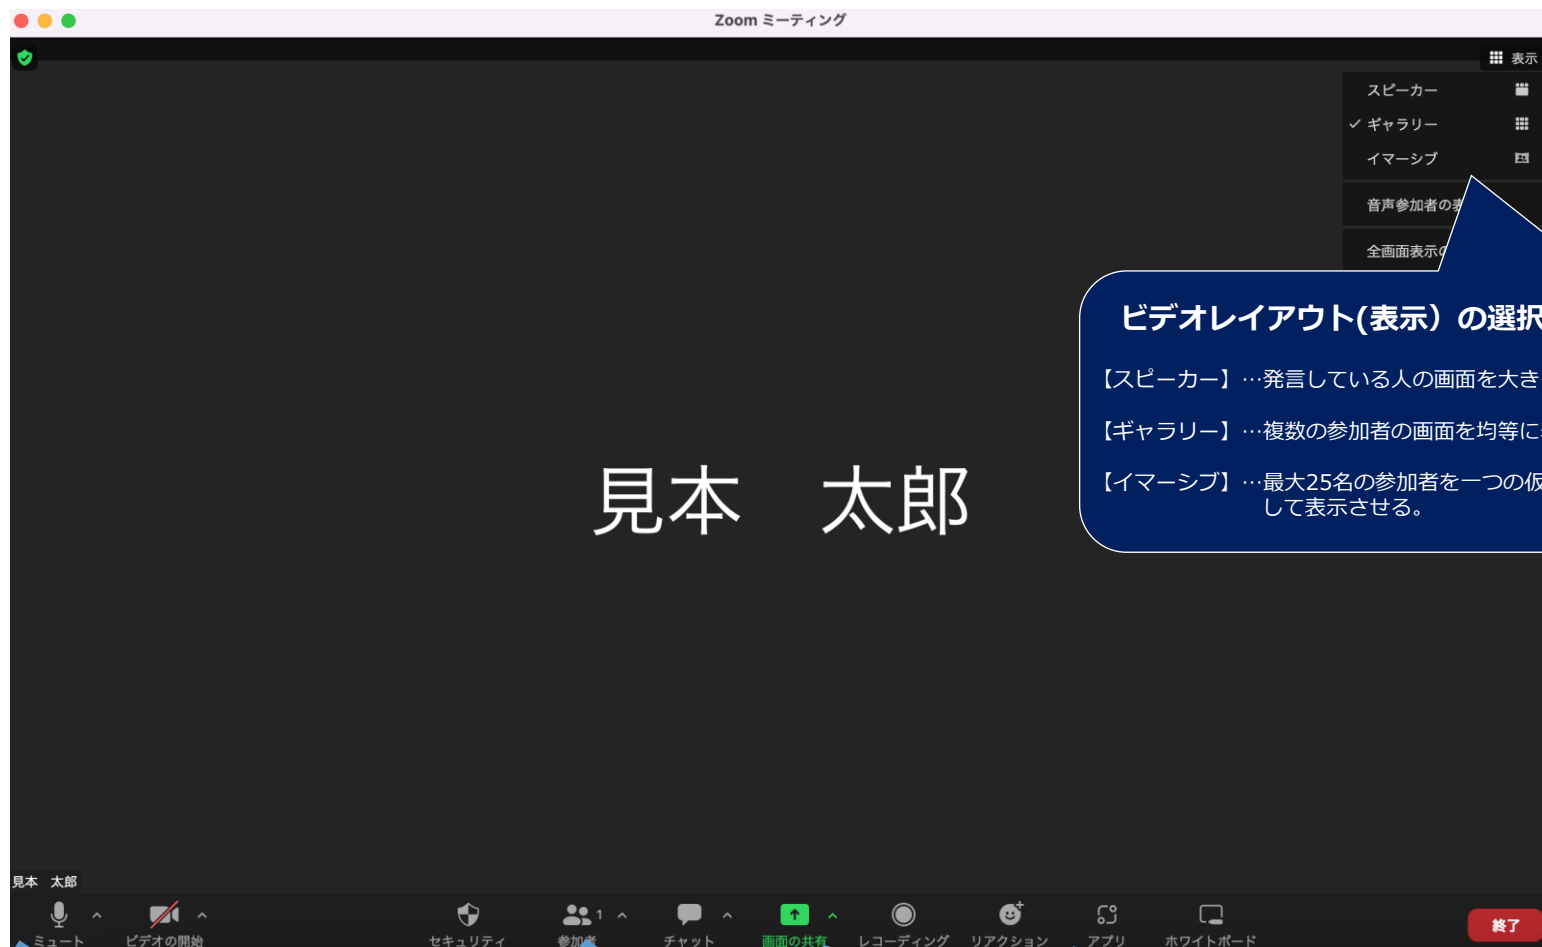 Zoom ミーティング
表示
スピーカー
✓ ギャラリー
イマーシブ
音声参加者の
全画面表示
ビデオレイアウト(表示）の選択
【スピーカー】…発言している人の画面を大き
【ギャラリー】…複数の参加者の画面を均等に
【イマーシブ】…最大25名の参加者を一つの仮
して表示させる。
見本　太郎
見本　太郎
ミュート
ビデオの開始
セキュリティ
参加者
1
チャット
画面の共有
レコーディング
リアクション
アプリ
ホワイトボード
終了